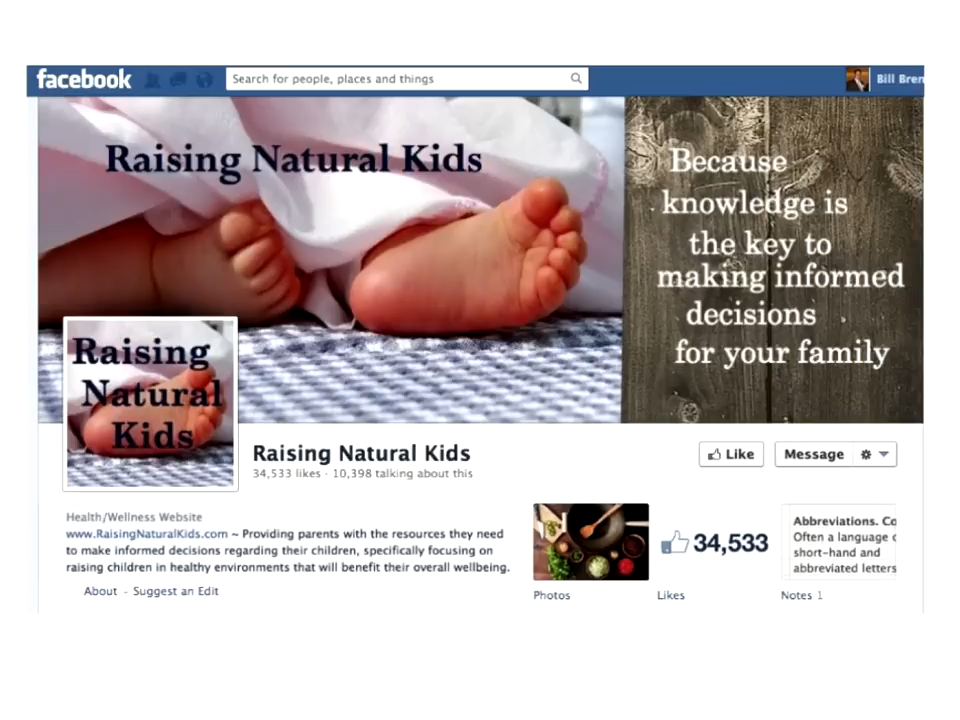 facebook
Search for people, places and things
Bill Bren
Raising Natural Kids
Because
knowledge is
the key to
making informed
decisions
for your family
Raising
Natural
Kids
Raising Natural Kids
34,533 likes · 10,398 talking about this
Like
Message
Health/Wellness Website
www.RaisingNaturalKids.com ~ Providing parents with the resources they need
to make informed decisions regarding their children, specifically focusing on
raising children in healthy environments that will benefit their overall wellbeing.
About - Suggest an Edit
34,533
Abbreviations. Co
Often a language c
short-hand and
abbreviated letters
Photos
Likes
Notes 1